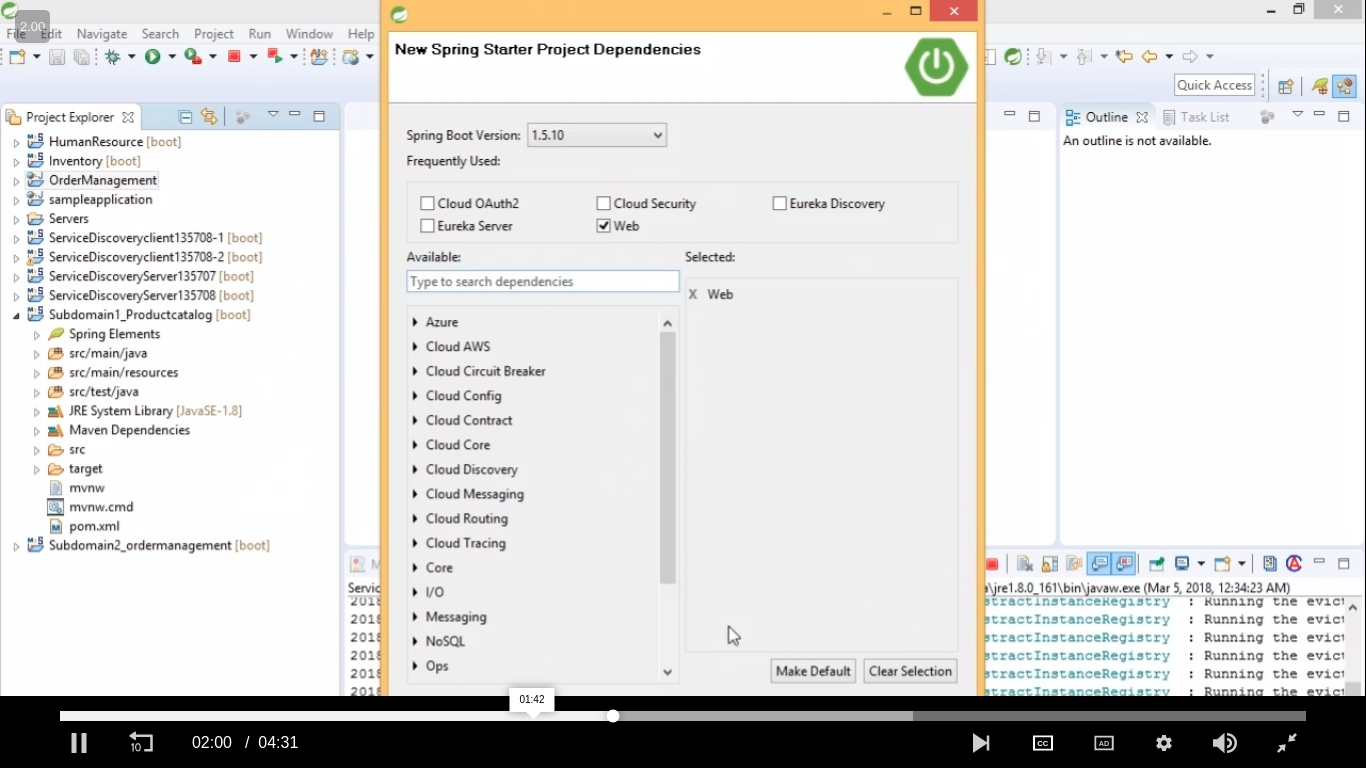 2.00
File Edit Navigate Search Project Run Window Help
Quick Access
New Spring Starter Project Dependencies
Project Explorer
HumanResource [boot]
Inventory [boot]
OrderManagement
sampleapplication
Servers
ServiceDiscoveryclient135708-1 [boot]
ServiceDiscoveryclient135708-2 [boot]
ServiceDiscoveryServer135707 [boot]
ServiceDiscoveryServer135708 [boot]
Subdomain1_Productcatalog [boot]
Spring Elements
src/main/java
src/main/resources
src/test/java
JRE System Library [JavaSE-1.8]
Maven Dependencies
src
target
mvnw
mvnw.cmd
pom.xml
Subdomain2_ordermanagement [boot]
Spring Boot Version: 1.5.10
Frequently Used:
Cloud OAuth2 Cloud Security Eureka Discovery
Eureka Server Web
Available: Selected:
Type to search dependencies
X Web
Azure
Cloud AWS
Cloud Circuit Breaker
Cloud Config
Cloud Contract
Cloud Core
Cloud Discovery
Cloud Messaging
Cloud Routing
Cloud Tracing
Core
I/O
Messaging
NoSQL
Ops
Make Default Clear Selection
Outline Task List
An outline is not available.
Servic
a\jre1.8.0_161\bin\javaw.exe (Mar 5, 2018, 12:34:23 AM)
2018 stractInstanceRegistry : Running the evict
2018 stractInstanceRegistry : Running the evict
2018 stractInstanceRegistry : Running the evict
2018 stractInstanceRegistry : Running the evict
2018 stractInstanceRegistry : Running the evict
2018 stractInstanceRegistry : Running the evict
01:42
10 02:00 / 04:31 CC AD